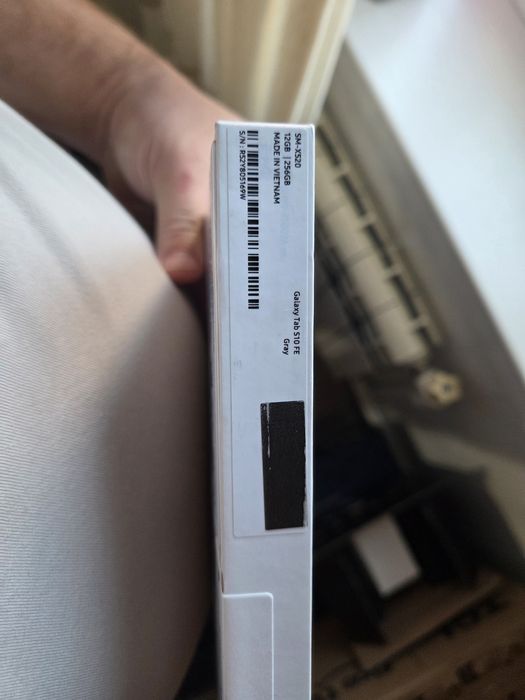 SM-X520
12GB | 256GB
MADE IN VIETNAM
S/N : R52Y805169W
Galaxy Tab S10 FE
Gray